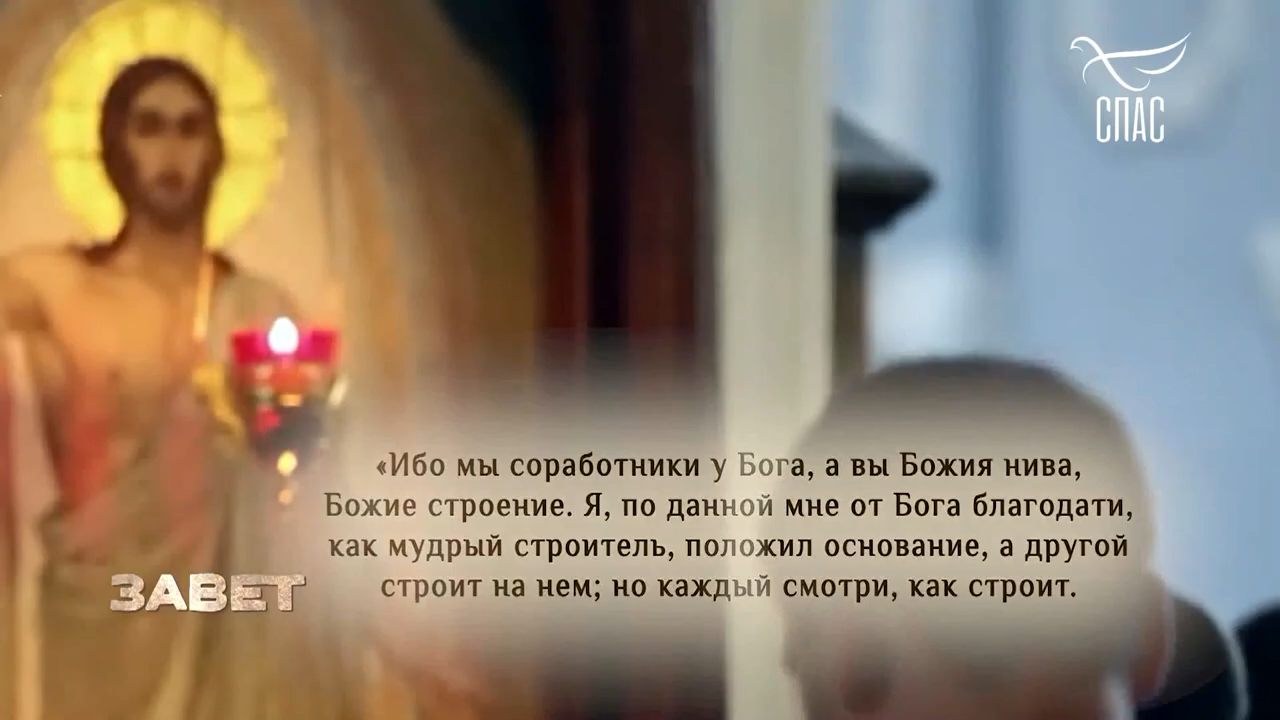 СПАС
«Ибо мы соработники у Бога, а вы Божия нива,
Божие строение. Я, по данной мне от Бога благодати,
как мудрый строитель, положил основание, а другой
строит на нем; но каждый смотри, как строит.
ЗАВЕТ